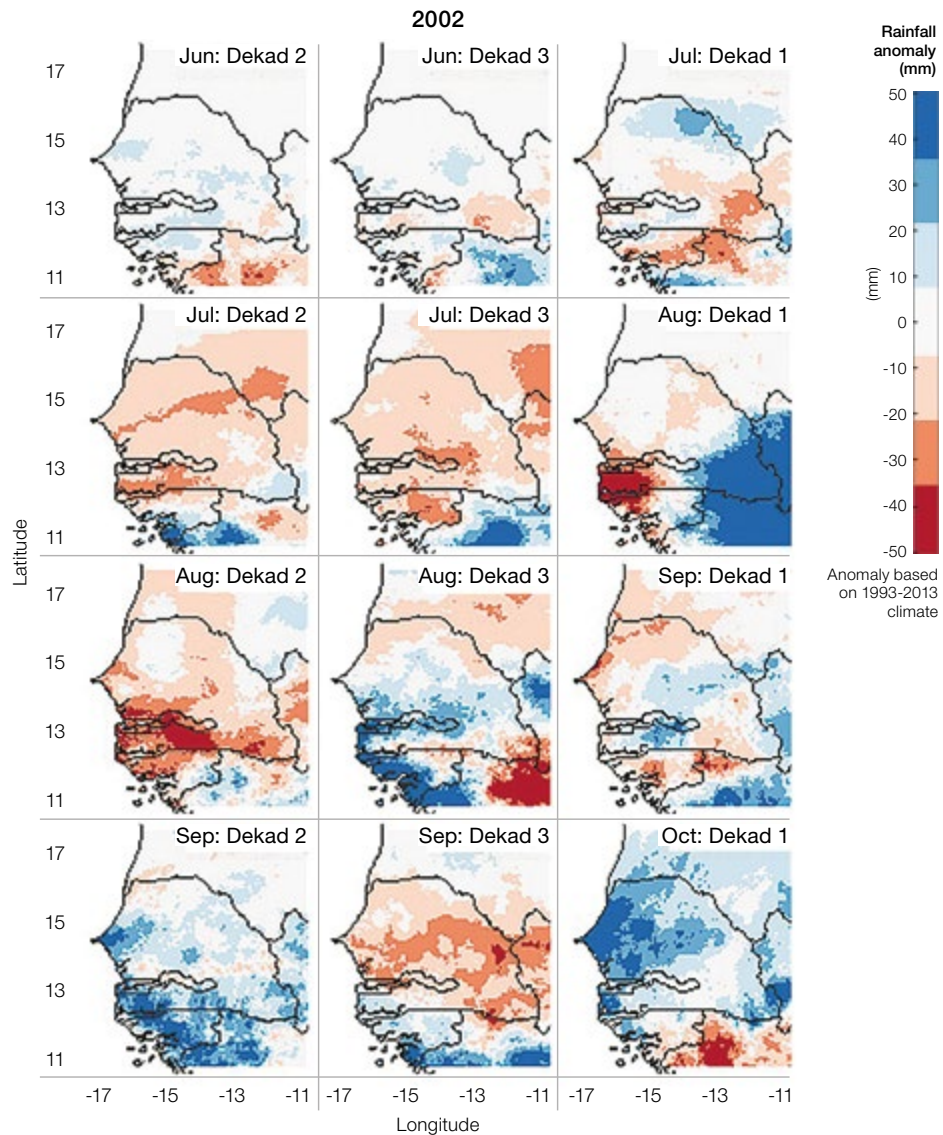 2002
Rainfall
anomaly
(mm)
Jun: Dekad 2
Jun: Dekad 3
Jul: Dekad 1
17
15
13
11
50
40
30
20
10
0
-10
-20
-30
-40
-50
(mm)
Anomaly based
on 1993-2013
climate
Jul: Dekad 2
Jul: Dekad 3
Aug: Dekad 1
17
15
13
11
Latitude
Aug: Dekad 2
Aug: Dekad 3
Sep: Dekad 1
17
15
13
11
Sep: Dekad 2
Sep: Dekad 3
Oct: Dekad 1
17
15
13
11
-17 -15 -13 -11 -17 -15 -13 -11 -17 -15 -13 -11
Longitude